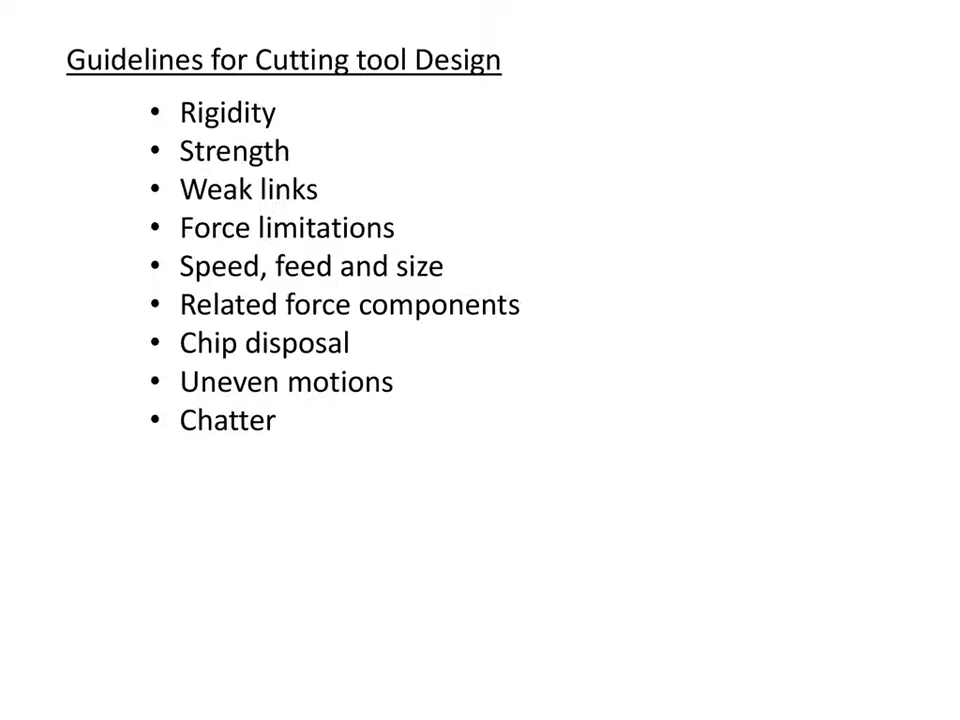 Guidelines for Cutting tool Design
• Rigidity
• Strength
• Weak links
• Force limitations
• Speed, feed and size
• Related force components
• Chip disposal
• Uneven motions
• Chatter